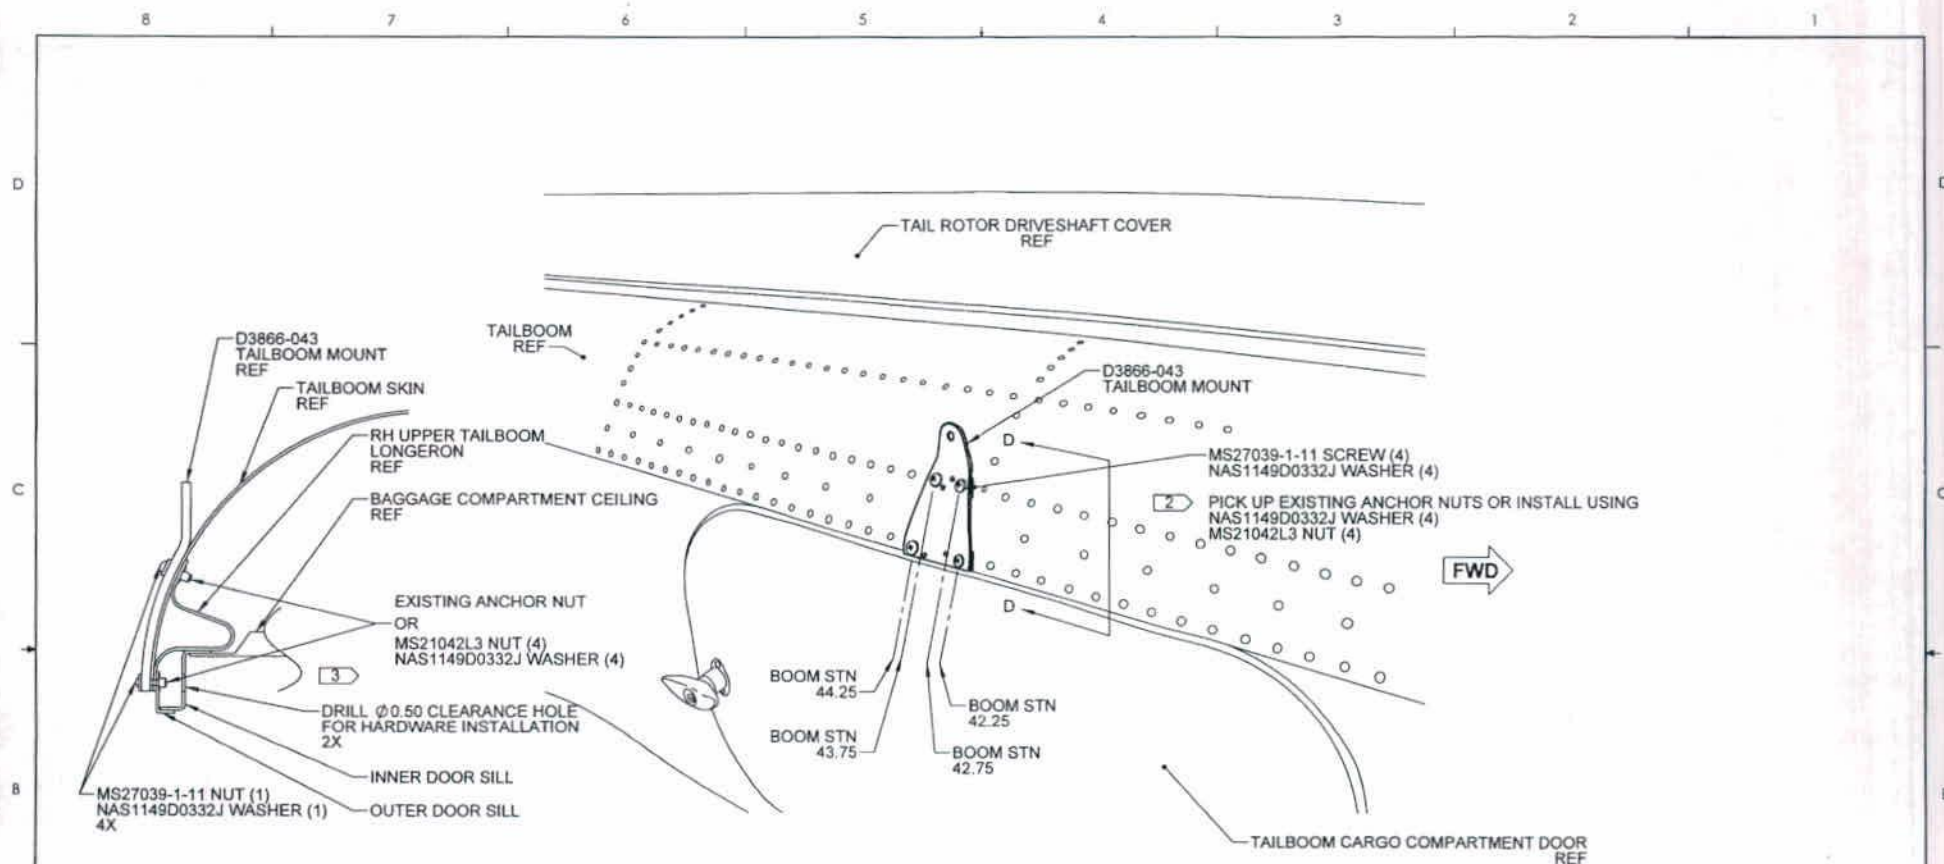 8 7 6 5 4 3 2 1
D
TAIL ROTOR DRIVESHAFT COVER
REF
D3866-043
TAILBOOM MOUNT
REF
TAILBOOM SKIN
REF
TAILBOOM
REF
D3866-043
TAILBOOM MOUNT
RH UPPER TAILBOOM
LONGERON
REF
D
MS27039-1-11 SCREW (4)
NAS1149D0332J WASHER (4)
C
BAGGAGE COMPARTMENT CEILING
REF
2 PICK UP EXISTING ANCHOR NUTS OR INSTALL USING
NAS1149D0332J WASHER (4)
MS21042L3 NUT (4)
FWD
EXISTING ANCHOR NUT
OR
MS21042L3 NUT (4)
NAS1149D0332J WASHER (4)
D
3
BOOM STN
44.25
BOOM STN
42.25
DRILL Ø0.50 CLEARANCE HOLE
FOR HARDWARE INSTALLATION
2X
BOOM STN
43.75
BOOM STN
42.75
INNER DOOR SILL
B
MS27039-1-11 NUT (1)
NAS1149D0332J WASHER (1)
4X
OUTER DOOR SILL
TAILBOOM CARGO COMPARTMENT DOOR
REF